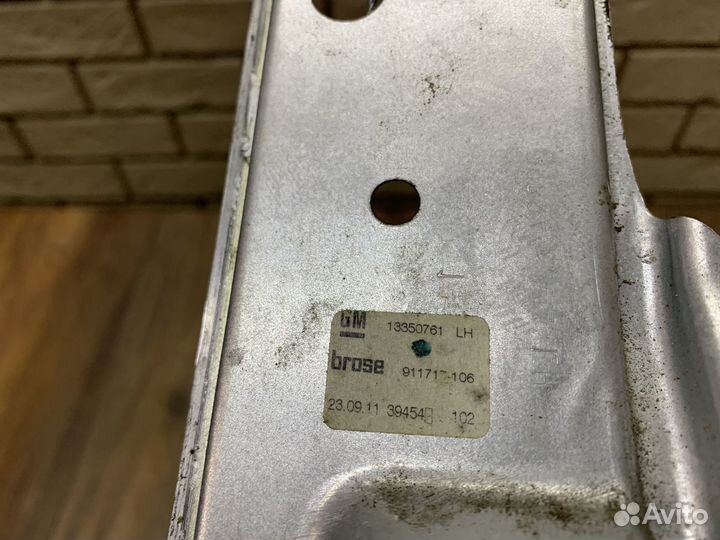 GM 13350761 LH
brose 911717-106
23.09.11 39454 102
Avito